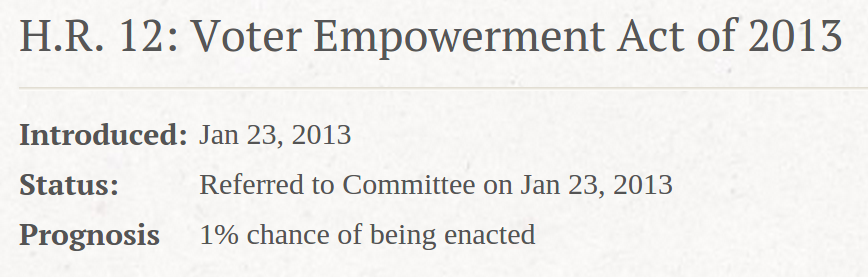 H.R. 12: Voter Empowerment Act of 2013
Introduced: Jan 23, 2013
Status: Referred to Committee on Jan 23, 2013
Prognosis 1% chance of being enacted